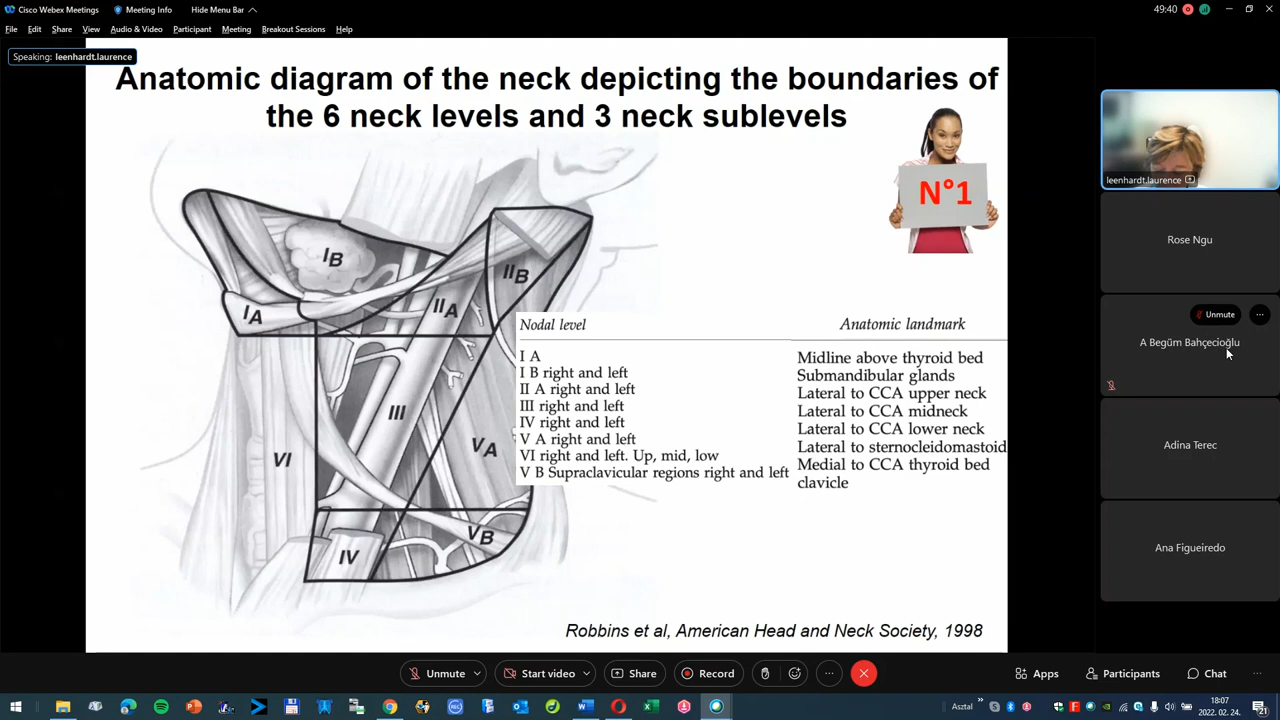 Cisco Webex Meetings
Meeting Info
Hide Menu Bar
49:40
File Edit Share View Audio & Video Participant Meeting Breakout Sessions Help
Speaking: leenhardt.laurence
Anatomic diagram of the neck depicting the boundaries of
the 6 neck levels and 3 neck sublevels
N°1
IB
IIB
IA
IIA
III
VI
VA
VB
IV
Nodal level Anatomic landmark
I A
I B right and left
II A right and left
III right and left
IV right and left
V A right and left
VI right and left. Up, mid, low
V B Supraclavicular regions right and left
Midline above thyroid bed
Submandibular glands
Lateral to CCA upper neck
Lateral to CCA midneck
Lateral to CCA lower neck
Lateral to sternocleidomastoid
Medial to CCA thyroid bed
clavicle
Robbins et al, American Head and Neck Society, 1998
leenhardt.laurence
Rose Ngu
Unmute
A Begüm Bahçecioğlu
Adina Terec
Ana Figueiredo
Unmute
Start video
Share
Record
Apps
Participants
Chat
Asztal
18:07
2022. 02. 24.